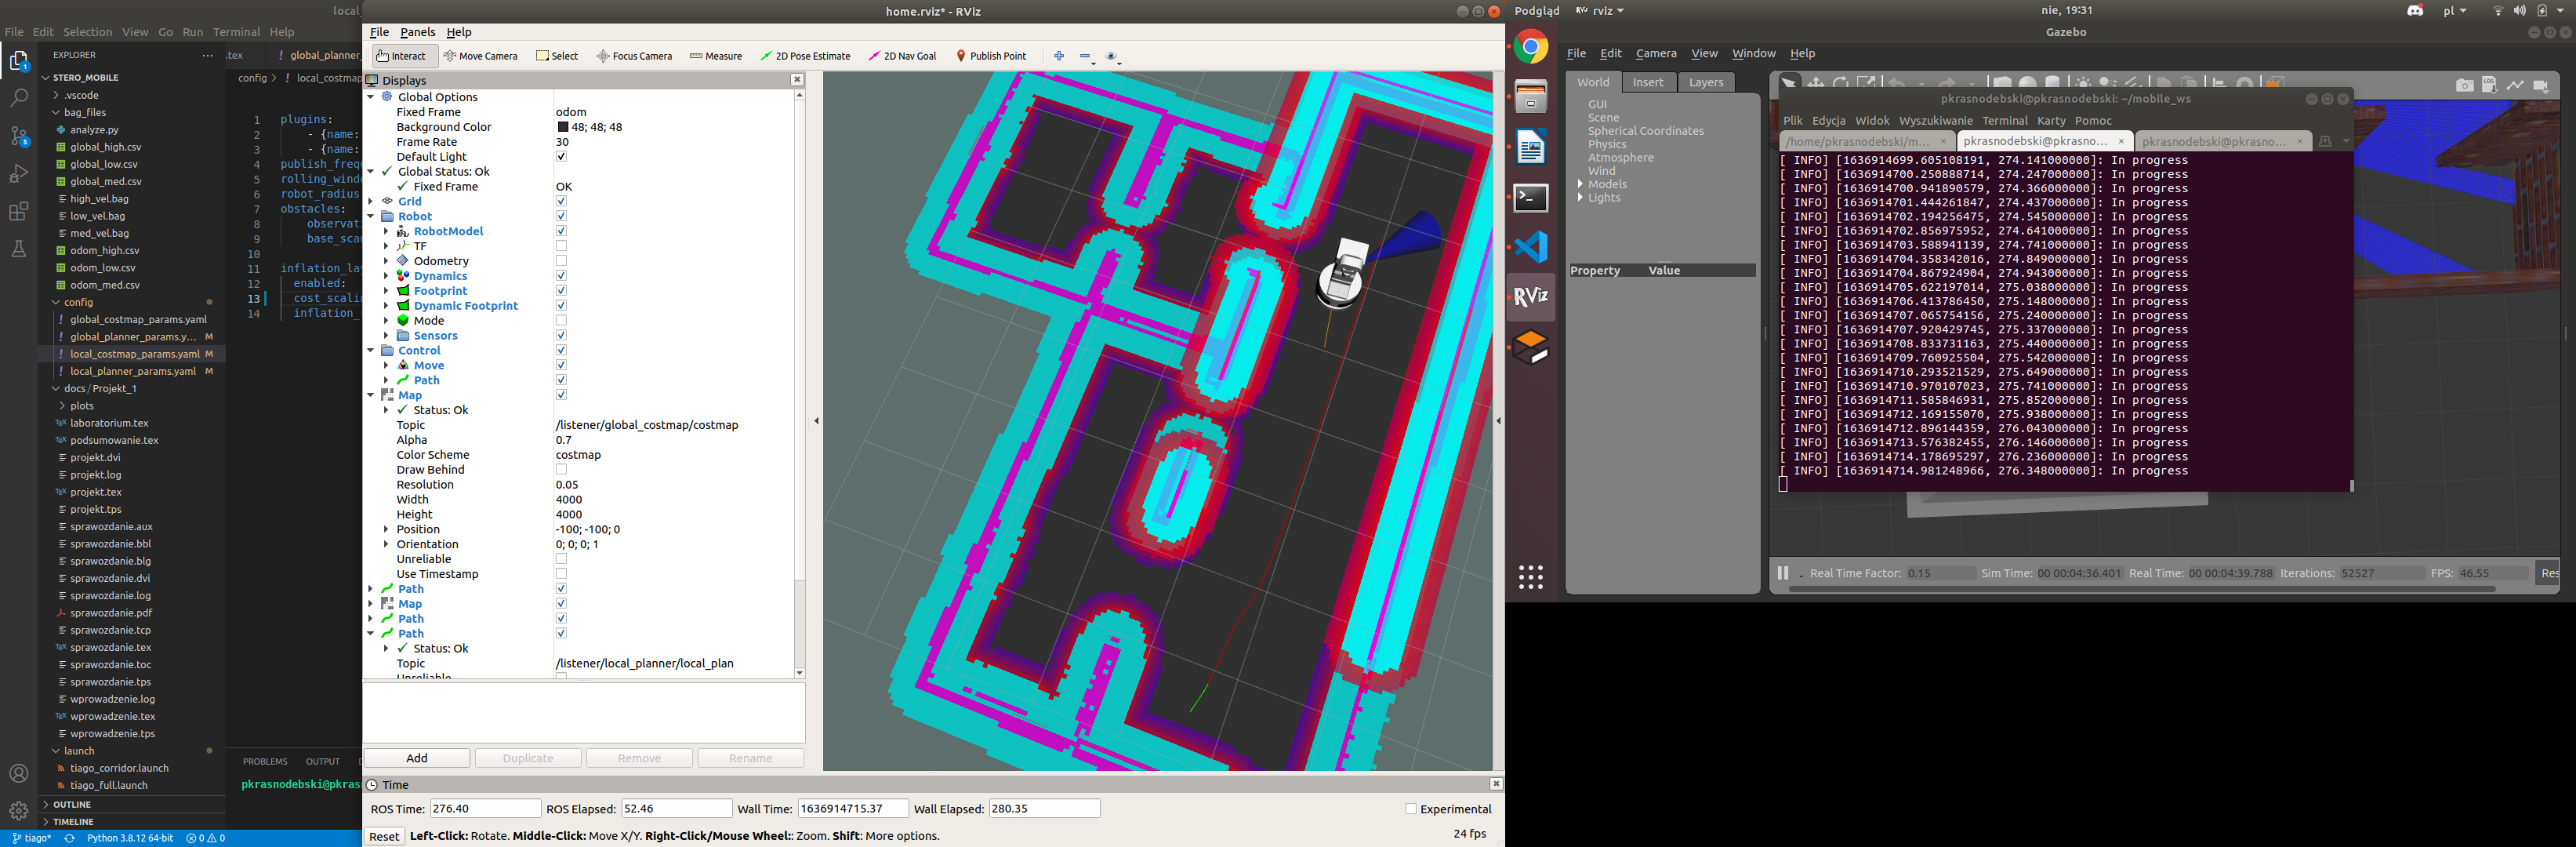 local_
File Edit Selection View Go Run Terminal Help
EXPLORER
STERO_MOBILE
.vscode
bag_files
analyze.py
global_high.csv
global_low.csv
global_med.csv
high_vel.bag
low_vel.bag
med_vel.bag
odom_high.csv
odom_low.csv
odom_med.csv
config
global_costmap_params.yaml
global_planner_params.y... M
local_costmap_params.yaml M
local_planner_params.yaml M
docs / Projekt_1
plots
laboratorium.tex
podsumowanie.tex
projekt.dvi
projekt.log
projekt.tex
projekt.tps
sprawozdanie.aux
sprawozdanie.bbl
sprawozdanie.blg
sprawozdanie.dvi
sprawozdanie.log
sprawozdanie.pdf
sprawozdanie.tcp
sprawozdanie.tex
sprawozdanie.toc
sprawozdanie.tps
wprowadzenie.log
wprowadzenie.tex
wprowadzenie.tps
launch
tiago_corridor.launch
tiago_full.launch
OUTLINE
TIMELINE
tiago* Python 3.8.12 64-bit 0 0
.tex ! global_planner_
config > ! local_costmap
1 plugins:
2 - {name:
3 - {name:
4 publish_frequ
5 rolling_windo
6 robot_radius
7 obstacles:
8 observati
9 base_scan
10
11 inflation_lay
12 enabled:
13 cost_scalin
14 inflation_
PROBLEMS OUTPUT
pkrasnodebski@pkras
home.rviz* - RViz
File Panels Help
Interact Move Camera Select Focus Camera Measure 2D Pose Estimate 2D Nav Goal Publish Point
Displays
Global Options
Fixed Frame odom
Background Color 48; 48; 48
Frame Rate 30
Default Light
Global Status: Ok
Fixed Frame OK
Grid
Robot
RobotModel
TF
Odometry
Dynamics
Footprint
Dynamic Footprint
Mode
Sensors
Control
Move
Path
Map
Status: Ok
Topic /listener/global_costmap/costmap
Alpha 0.7
Color Scheme costmap
Draw Behind
Resolution 0.05
Width 4000
Height 4000
Position -100; -100; 0
Orientation 0; 0; 0; 1
Unreliable
Use Timestamp
Path
Map
Path
Path
Status: Ok
Topic /listener/local_planner/local_plan
Unreliable
Add Duplicate Remove Rename
Time
ROS Time: 276.40 ROS Elapsed: 52.46 Wall Time: 1636914715.37 Wall Elapsed: 280.35 Experimental
Reset Left-Click: Rotate. Middle-Click: Move X/Y. Right-Click/Mouse Wheel:: Zoom. Shift: More options. 24 fps
Podgląd rviz nie, 19:31 pl
RViz
Gazebo
File Edit Camera View Window Help
World Insert Layers
GUI
Scene
Spherical Coordinates
Physics
Atmosphere
Wind
Models
Lights
Property Value
pkrasnodebski@pkrasnodebski: ~/mobile_ws
Plik Edycja Widok Wyszukiwanie Terminal Karty Pomoc
/home/pkrasnodebski/m... pkrasnodebski@pkrasno... pkrasnodebski@pkrasno...
[ INFO] [1636914699.605108191, 274.141000000]: In progress
[ INFO] [1636914700.250888714, 274.247000000]: In progress
[ INFO] [1636914700.941890579, 274.366000000]: In progress
[ INFO] [1636914701.444261847, 274.437000000]: In progress
[ INFO] [1636914702.194256475, 274.545000000]: In progress
[ INFO] [1636914702.856975952, 274.641000000]: In progress
[ INFO] [1636914703.588941139, 274.741000000]: In progress
[ INFO] [1636914704.358342016, 274.849000000]: In progress
[ INFO] [1636914704.867924904, 274.943000000]: In progress
[ INFO] [1636914705.622197014, 275.038000000]: In progress
[ INFO] [1636914706.413786450, 275.148000000]: In progress
[ INFO] [1636914707.065754156, 275.240000000]: In progress
[ INFO] [1636914707.920429745, 275.337000000]: In progress
[ INFO] [1636914708.833731163, 275.440000000]: In progress
[ INFO] [1636914709.760925504, 275.542000000]: In progress
[ INFO] [1636914710.293521529, 275.649000000]: In progress
[ INFO] [1636914710.970107023, 275.741000000]: In progress
[ INFO] [1636914711.585846931, 275.852000000]: In progress
[ INFO] [1636914712.169155070, 275.938000000]: In progress
[ INFO] [1636914712.896144359, 276.043000000]: In progress
[ INFO] [1636914713.576382455, 276.146000000]: In progress
[ INFO] [1636914714.178695297, 276.236000000]: In progress
[ INFO] [1636914714.981248966, 276.348000000]: In progress
Real Time Factor: 0.15 Sim Time: 00 00:04:36.401 Real Time: 00 00:04:39.788 Iterations: 52527 FPS: 46.55 Res